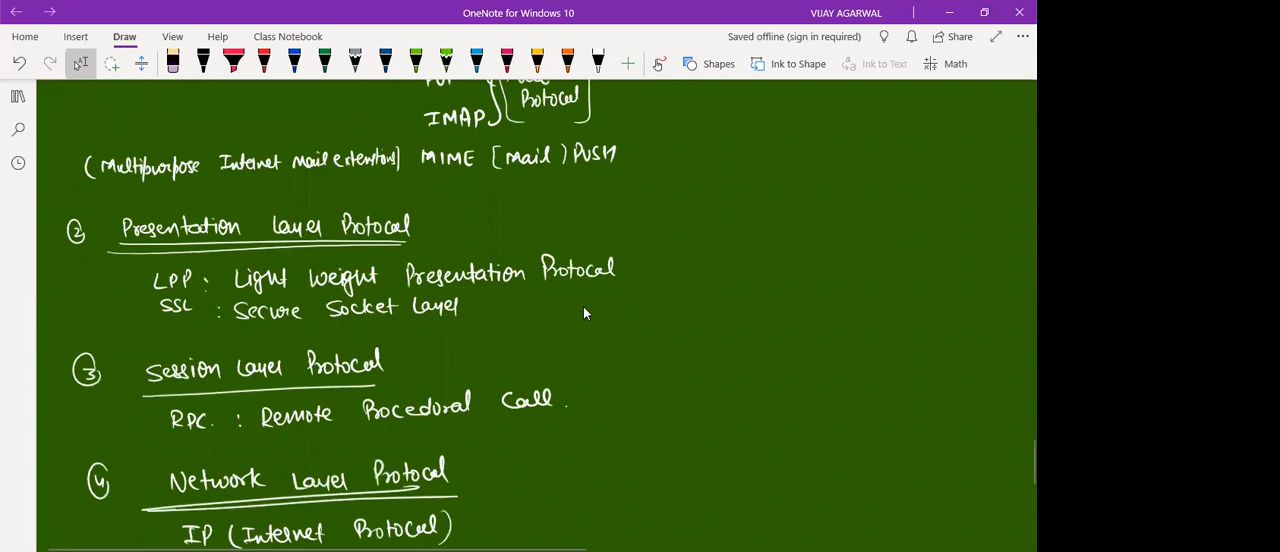 OneNote for Windows 10
VIJAY AGARWAL
Home Insert Draw View Help Class Notebook
Saved offline (sign in required)
Share
Shapes
Ink to Shape
Ink to Text
Math
Protocal
IMAP
(Multipurpose Internet Mail extentions) MIME [Mail) PUSH
② Presentation Layer Protocal
LPP : Light weight Presentation Protocal
SSL : Secure Socket Layer
③ Session Layer Protocal
RPC. : Remote Procedural Call.
④ Network Layer Protocal
IP (Internet Protocal)